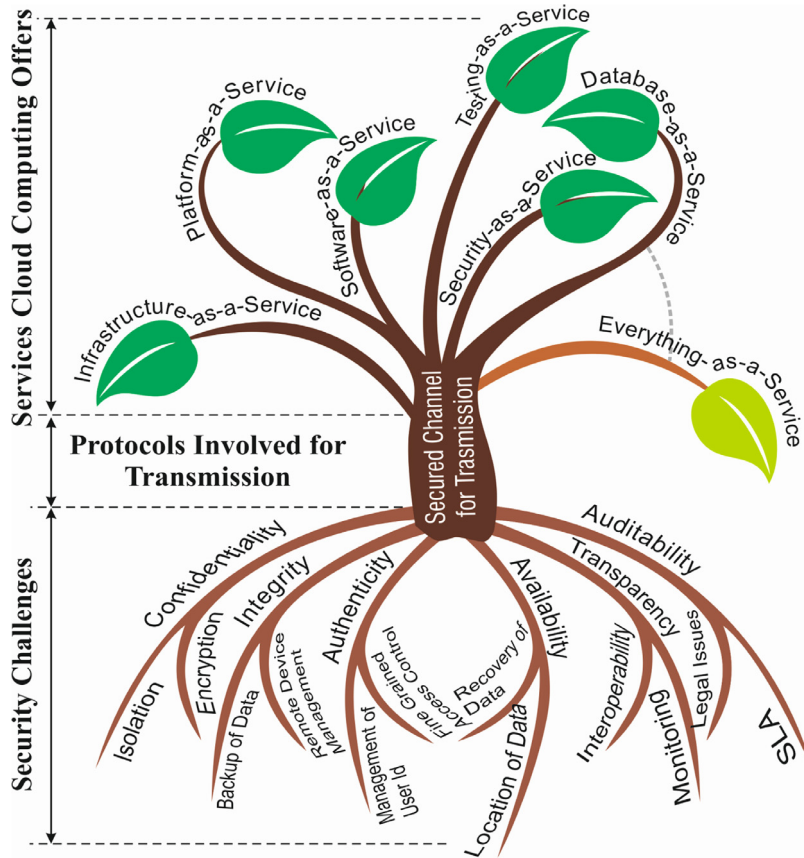 Services Cloud Computing Offers
Platform-as-a-Service
Software-as-a-Service
Testing-as-a-Service
Database-as-a-Service
Security-as-a-Service
Infrastructure-as-a-Service
Everything-as-a-Service
Protocols Involved for
Transmission
Secured Channel
for Trasmission
Security Challenges
Confidentiality
Isolation
Encryption
Integrity
Backup of Data
Remote Device
Management
Authenticity
Management of
User Id
Fine Grained
Access Control
Availability
Recovery of
Data
Location of Data
Transparency
Interoperability
Monitoring
Auditability
Legal Issues
SLA